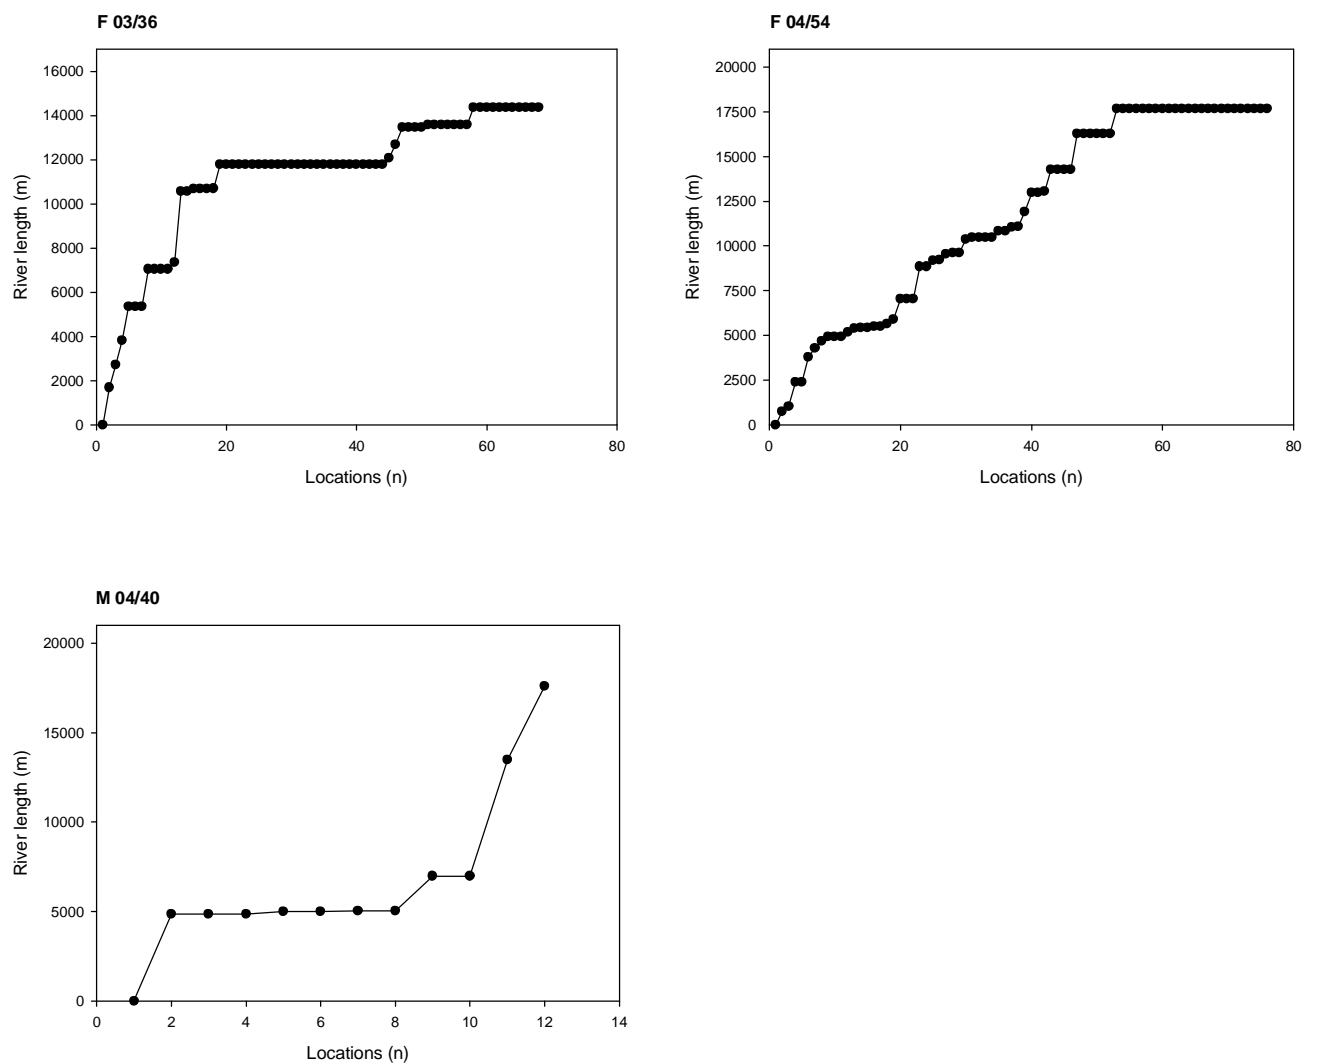 F 03/36
16000
14000
12000
10000
8000
6000
4000
2000
0
River length (m)
0 20 40 60 80
Locations (n)
F 04/54
20000
17500
15000
12500
10000
7500
5000
2500
0
River length (m)
0 20 40 60 80
Locations (n)
M 04/40
20000
15000
10000
5000
0
River length (m)
0 2 4 6 8 10 12 14
Locations (n)